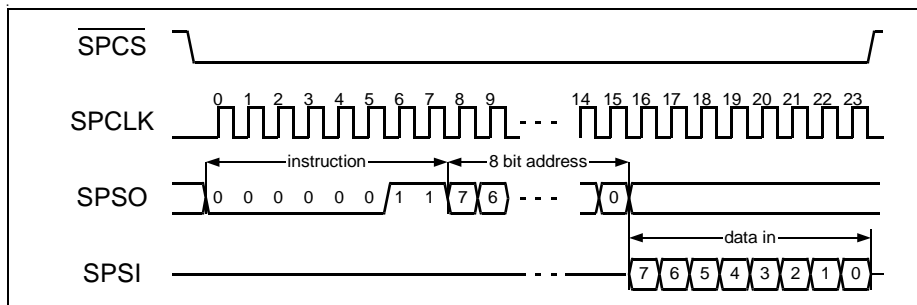 SPCS
0 1 2 3 4 5 6 7 8 9 14 15 16 17 18 19 20 21 22 23
SPCLK
instruction 8 bit address
SPSO 0 0 0 0 0 0 1 1 7 6 0
data in
SPSI 7 6 5 4 3 2 1 0